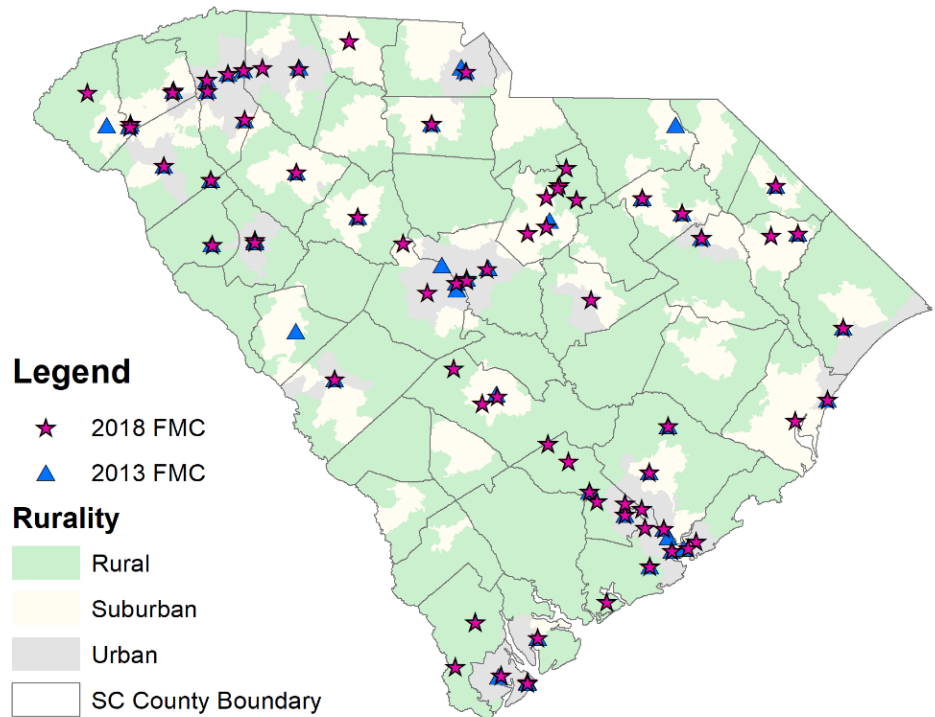 Legend
2018 FMC
2013 FMC
Rurality
Rural
Suburban
Urban
SC County Boundary